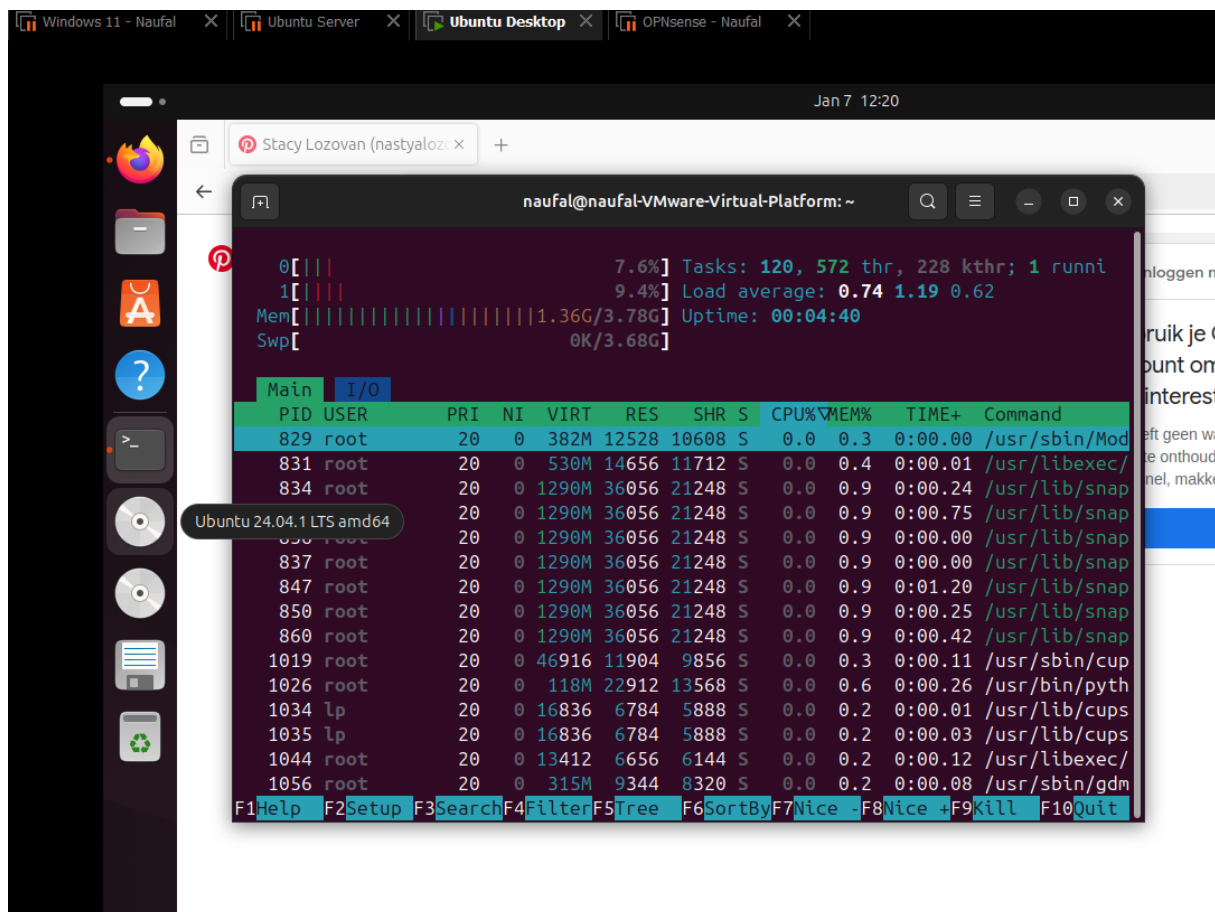 Windows 11 - Naufal Ubuntu Server Ubuntu Desktop OPNsense - Naufal
Jan 7 12:20
Stacy Lozovan (nastyaloz
naufal@naufal-VMware-Virtual-Platform: ~
0[||| 7.6%] Tasks: 120, 572 thr, 228 kthr; 1 runni
1[|||| 9.4%] Load average: 0.74 1.19 0.62
Mem[|||||||||||||||||||||1.36G/3.78G] Uptime: 00:04:40
Swp[ 0K/3.68G]
Main I/O
PID USER PRI NI VIRT RES SHR S CPU%▽MEM% TIME+ Command
829 root 20 0 382M 12528 10608 S 0.0 0.3 0:00.00 /usr/sbin/Mod
831 root 20 0 530M 14656 11712 S 0.0 0.4 0:00.01 /usr/libexec/
834 root 20 0 1290M 36056 21248 S 0.0 0.9 0:00.24 /usr/lib/snap
20 0 1290M 36056 21248 S 0.0 0.9 0:00.75 /usr/lib/snap
Ubuntu 24.04.1 LTS amd64
20 0 1290M 36056 21248 S 0.0 0.9 0:00.00 /usr/lib/snap
837 root 20 0 1290M 36056 21248 S 0.0 0.9 0:00.00 /usr/lib/snap
847 root 20 0 1290M 36056 21248 S 0.0 0.9 0:01.20 /usr/lib/snap
850 root 20 0 1290M 36056 21248 S 0.0 0.9 0:00.25 /usr/lib/snap
860 root 20 0 1290M 36056 21248 S 0.0 0.9 0:00.42 /usr/lib/snap
1019 root 20 0 46916 11904 9856 S 0.0 0.3 0:00.11 /usr/sbin/cup
1026 root 20 0 118M 22912 13568 S 0.0 0.6 0:00.26 /usr/bin/pyth
1034 lp 20 0 16836 6784 5888 S 0.0 0.2 0:00.01 /usr/lib/cups
1035 lp 20 0 16836 6784 5888 S 0.0 0.2 0:00.03 /usr/lib/cups
1044 root 20 0 13412 6656 6144 S 0.0 0.2 0:00.12 /usr/libexec/
1056 root 20 0 315M 9344 8320 S 0.0 0.2 0:00.08 /usr/sbin/gdm
F1Help F2Setup F3SearchF4FilterF5Tree F6SortByF7Nice -F8Nice +F9Kill F10Quit
nloggen
ruik je
ount om
interest
eft geen
te onthoud
nel, makke